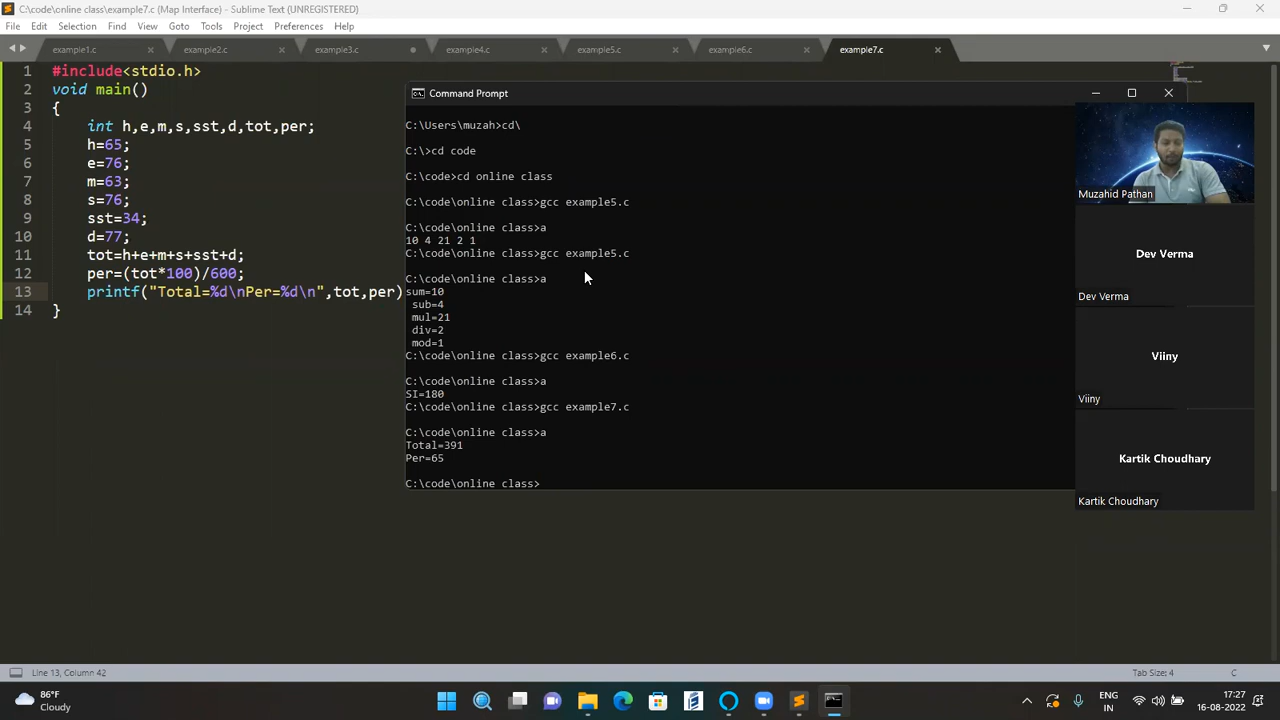 C:\code\online class\example7.c (Map Interface) - Sublime Text (UNREGISTERED)
File Edit Selection Find View Goto Tools Project Preferences Help
example1.c example2.c example3.c example4.c example5.c example6.c example7.c
1 #include<stdio.h>
2 void main()
3 {
4 int h,e,m,s,sst,d,tot,per;
5 h=65;
6 e=76;
7 m=63;
8 s=76;
9 sst=34;
10 d=77;
11 tot=h+e+m+s+sst+d;
12 per=(tot*100)/600;
13 printf("Total=%d\nPer=%d\n",tot,per)
14 }
Command Prompt
C:\Users\muzah>cd\
C:\>cd code
C:\code>cd online class
C:\code\online class>gcc example5.c
C:\code\online class>a
10 4 21 2 1
C:\code\online class>gcc example5.c
C:\code\online class>a
sum=10
sub=4
mul=21
div=2
mod=1
C:\code\online class>gcc example6.c
C:\code\online class>a
SI=180
C:\code\online class>gcc example7.c
C:\code\online class>a
Total=391
Per=65
C:\code\online class>
Muzahid Pathan
Dev Verma
Dev Verma
Viiny
Viiny
Kartik Choudhary
Kartik Choudhary
Line 13, Column 42
Tab Size: 4
C
86°F
Cloudy
ENG
IN
17:27
16-08-2022